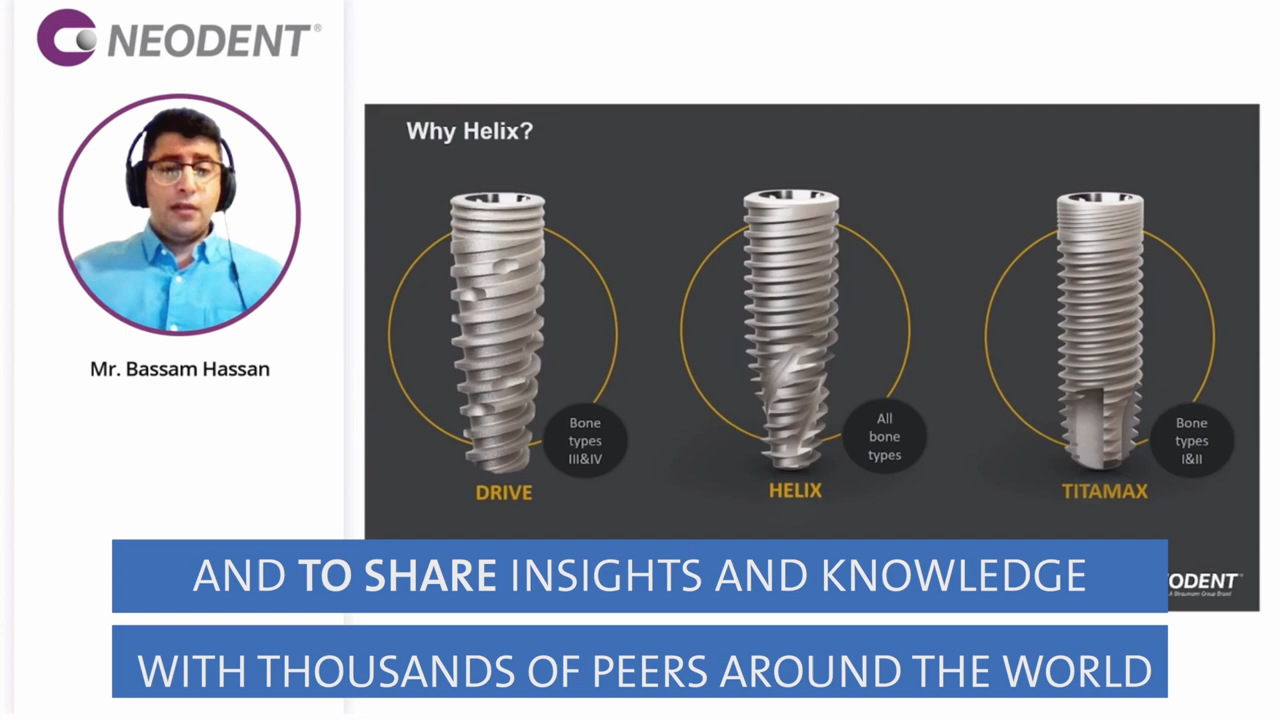 NEODENT®
Mr. Bassam Hassan
Why Helix?
Bone
types
III&IV
DRIVE
All
bone
types
HELIX
Bone
types
I&II
TITAMAX
ODENT
A Straumann Group Brand
AND TO SHARE INSIGHTS AND KNOWLEDGE
WITH THOUSANDS OF PEERS AROUND THE WORLD